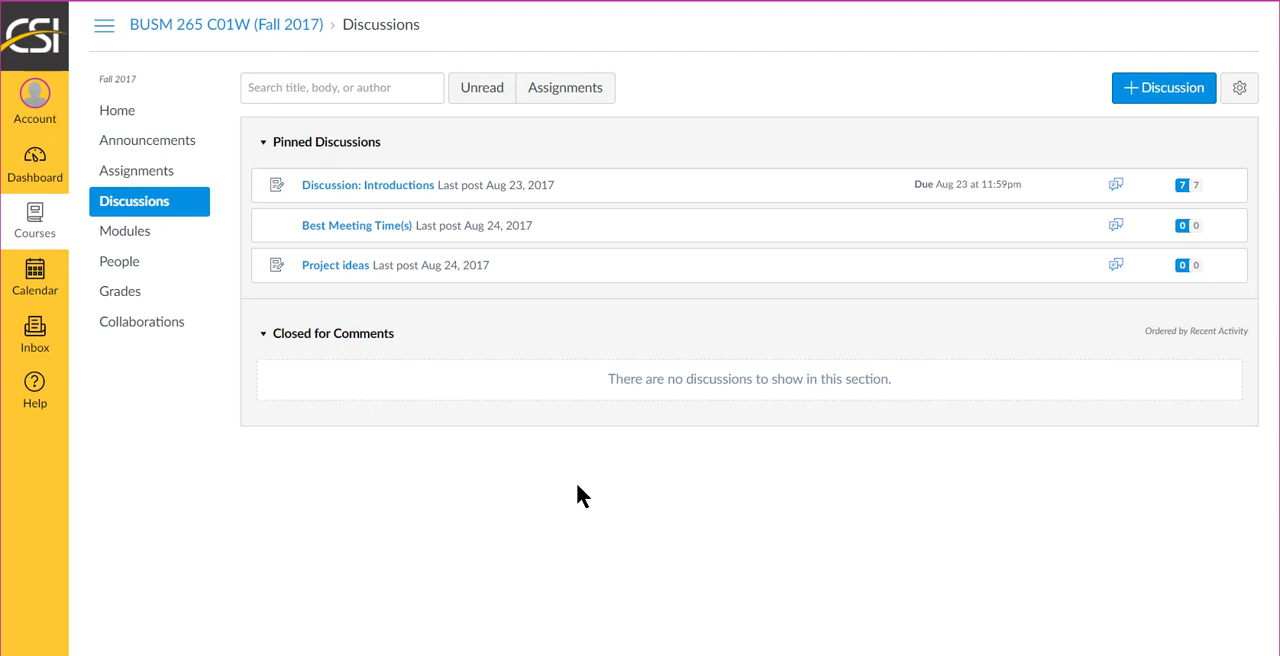 CSI
BUSM 265 C01W (Fall 2017) › Discussions
Account
Dashboard
Courses
Calendar
Inbox
Help
Fall 2017
Home
Announcements
Assignments
Discussions
Modules
People
Grades
Collaborations
Search title, body, or author
Unread
Assignments
+ Discussion
Pinned Discussions
Discussion: Introductions Last post Aug 23, 2017 Due Aug 23 at 11:59pm 7 7
Best Meeting Time(s) Last post Aug 24, 2017 0 0
Project ideas Last post Aug 24, 2017 0 0
Closed for Comments
Ordered by Recent Activity
There are no discussions to show in this section.